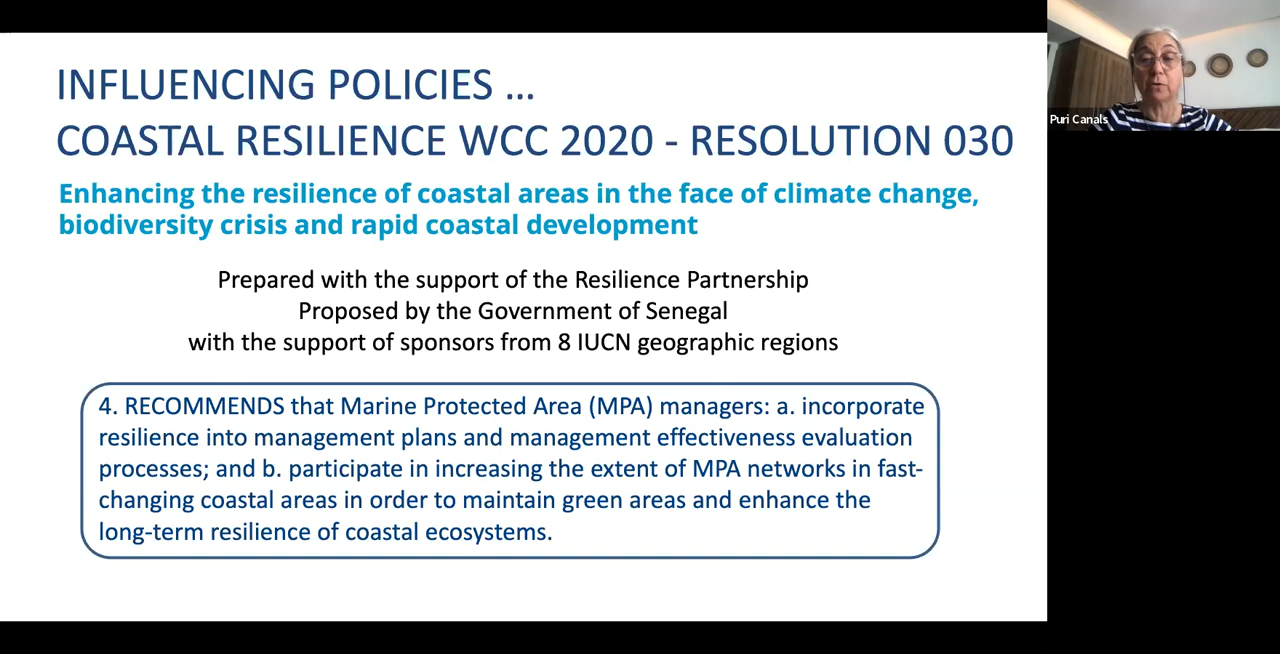 INFLUENCING POLICIES ...
COASTAL RESILIENCE WCC 2020 - RESOLUTION 030
Enhancing the resilience of coastal areas in the face of climate change,
biodiversity crisis and rapid coastal development
Prepared with the support of the Resilience Partnership
Proposed by the Government of Senegal
with the support of sponsors from 8 IUCN geographic regions
4. RECOMMENDS that Marine Protected Area (MPA) managers: a. incorporate
resilience into management plans and management effectiveness evaluation
processes; and b. participate in increasing the extent of MPA networks in fast-
changing coastal areas in order to maintain green areas and enhance the
long-term resilience of coastal ecosystems.
Puri Canals